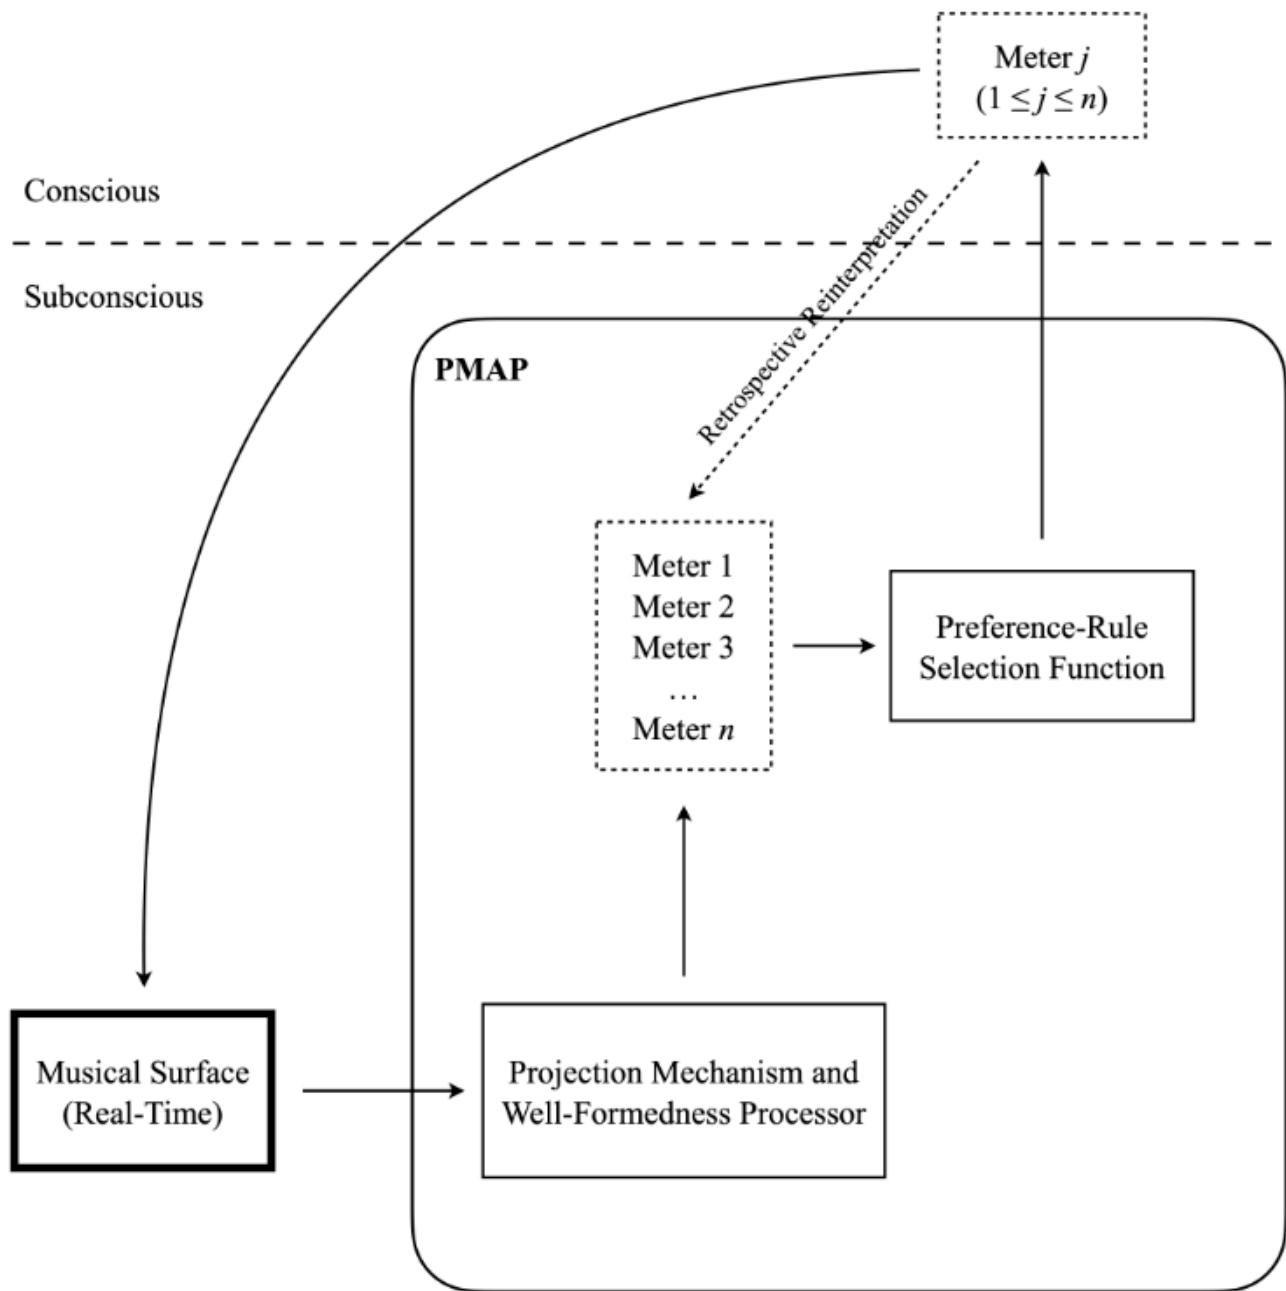 Meter j
(1 ≤ j ≤ n)
Conscious
Subconscious
Retrospective Reinterpretation
PMAP
Meter 1
Meter 2
Meter 3
…
Meter n
Preference-Rule
Selection Function
Musical Surface
(Real-Time)
Projection Mechanism and
Well-Formedness Processor